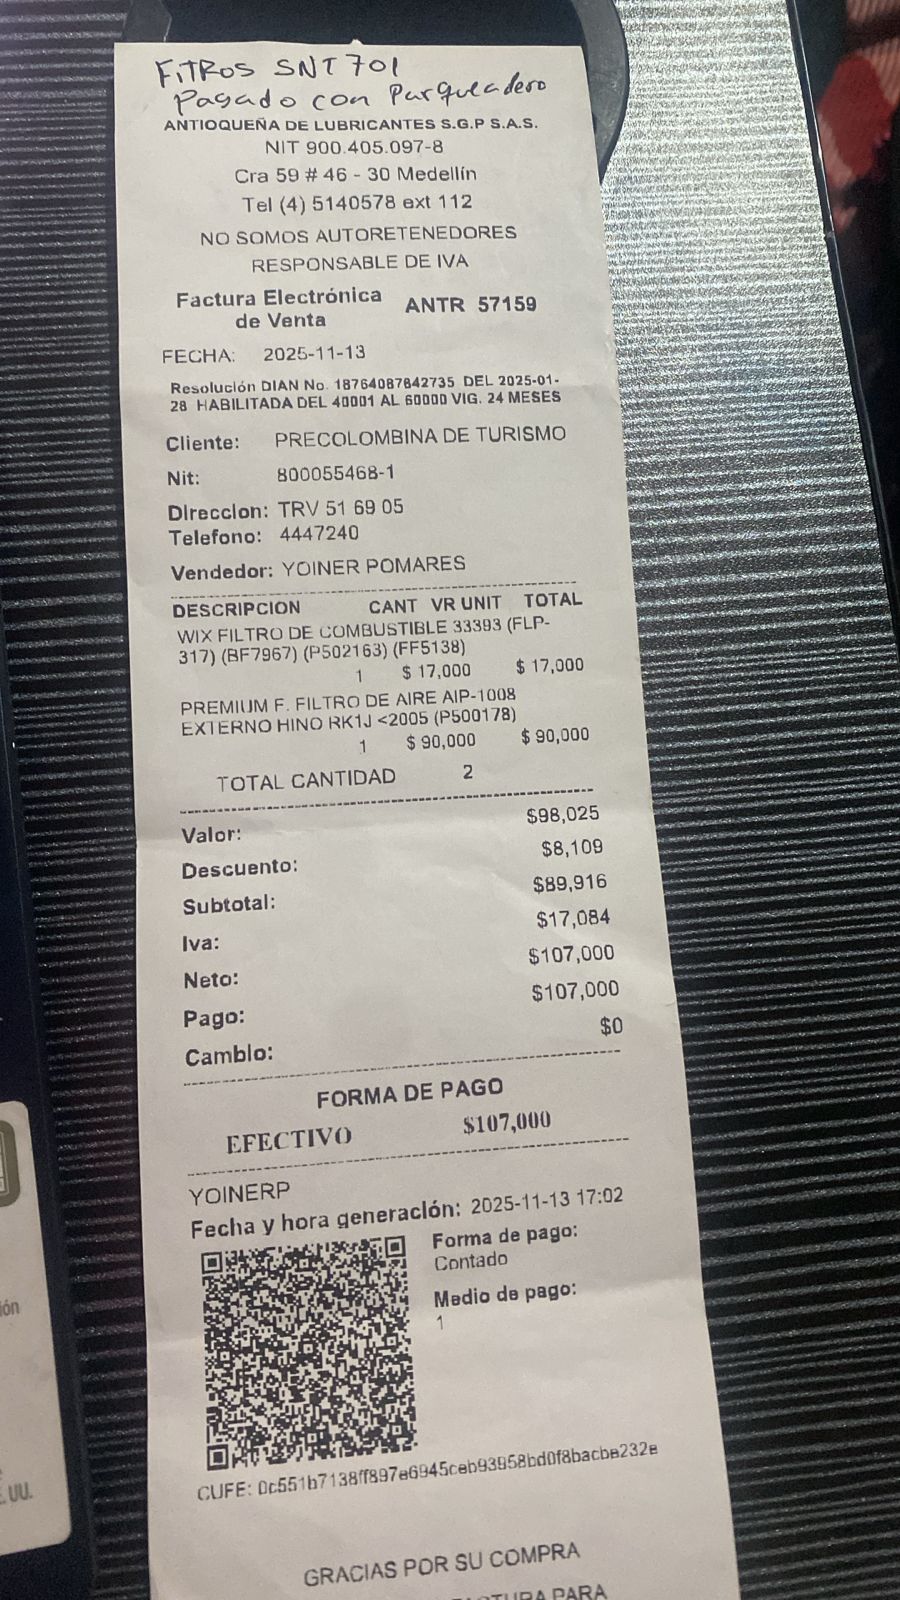 FiTROS SNT 701
Pagado con Parqueadero
ANTIOQUEÑA DE LUBRICANTES S.G.P S.A.S.
NIT 900.405.097-8
Cra 59 # 46 - 30 Medellín
Tel (4) 5140578 ext 112
NO SOMOS AUTORETENEDORES
RESPONSABLE DE IVA
Factura Electrónica de Venta ANTR 57159
FECHA: 2025-11-13
Resolución DIAN No. 18764087842735 DEL 2025-01-
28 HABILITADA DEL 40001 AL 60000 VIG. 24 MESES
Cliente: PRECOLOMBINA DE TURISMO
Nit: 800055468-1
Direccion: TRV 51 69 05
Telefono: 4447240
Vendedor: YOINER POMARES
DESCRIPCION CANT VR UNIT TOTAL
WIX FILTRO DE COMBUSTIBLE 33393 (FLP-
317) (BF7967) (P502163) (FF5138)
1 $ 17,000 $ 17,000
PREMIUM F. FILTRO DE AIRE AIP-1008
EXTERNO HINO RK1J <2005 (P500178)
1 $ 90,000 $ 90,000
TOTAL CANTIDAD 2
Valor: $98,025
Descuento: $8,109
Subtotal: $89,916
Iva: $17,084
Neto: $107,000
Pago: $107,000
Cambio: $0
FORMA DE PAGO
EFECTIVO $107,000
YOINERP
Fecha y hora generación: 2025-11-13 17:02
Forma de pago:
Contado
Medio de pago:
1
CUFE: 0c551b7138ff897e6945ceb93958bd0f8bacbe232e
GRACIAS POR SU COMPRA
PARA
ión
E. UU.